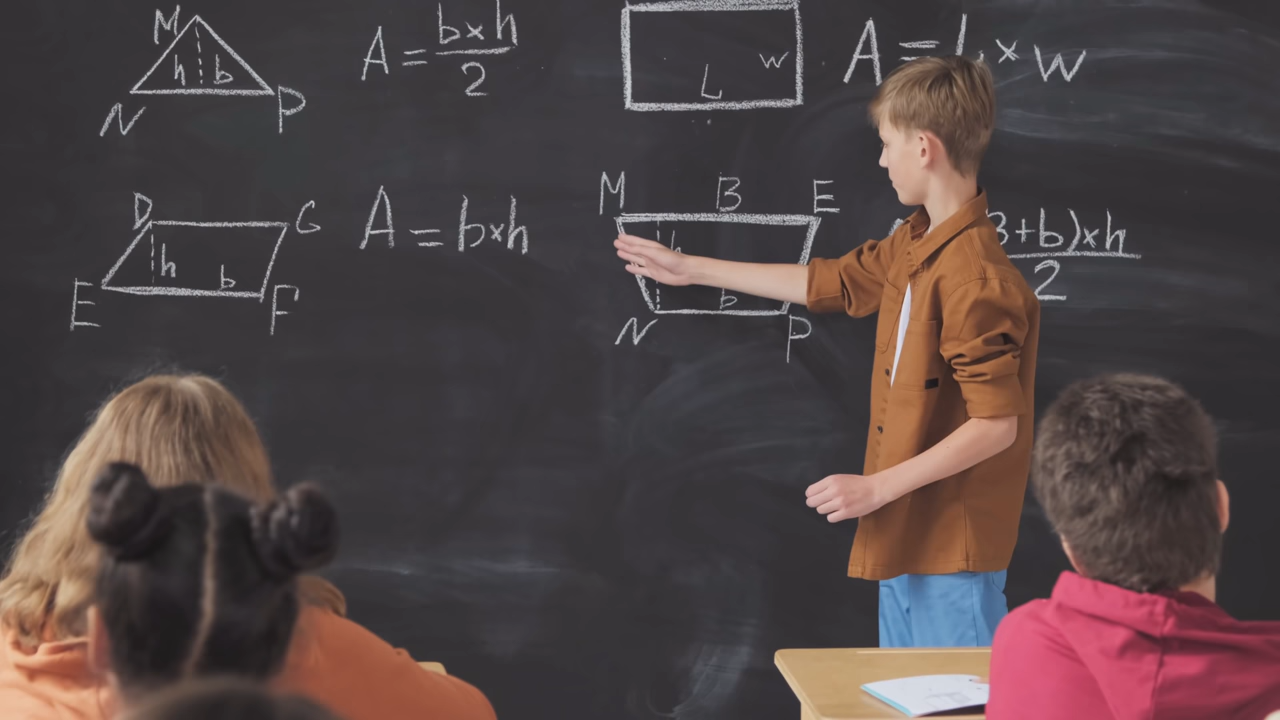 M
A = b×h / 2
h b
N P
L W
A = L × W
D G
h b
E F
A = b×h
M B E
h
b
N P
+b)×h / 2